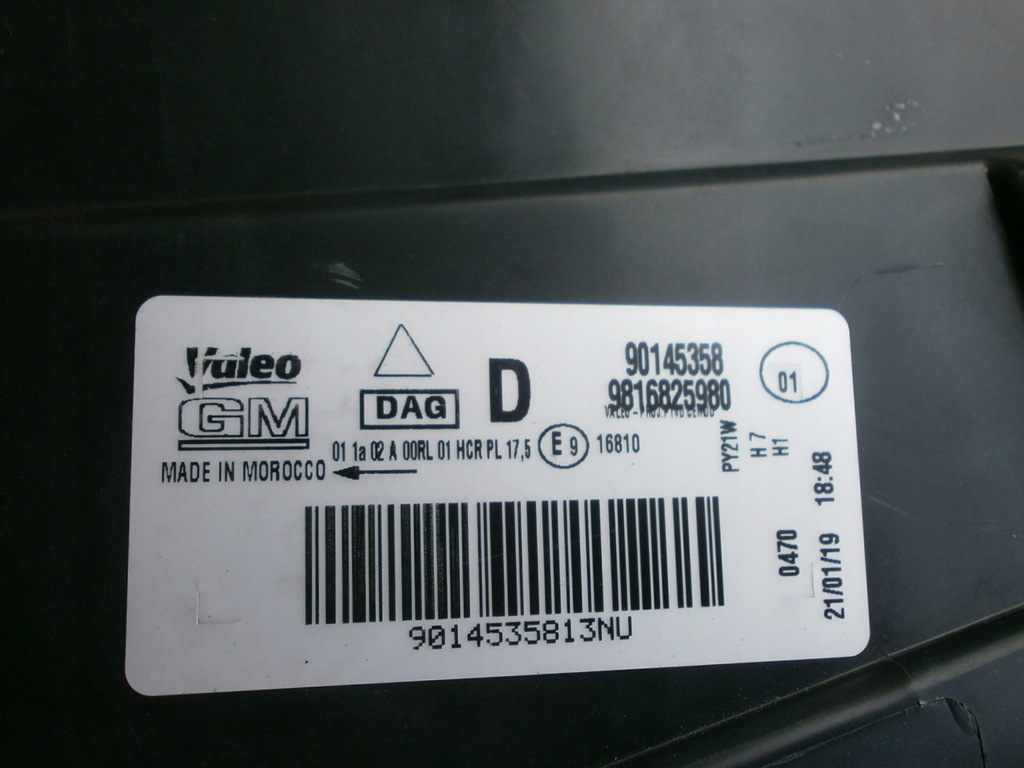 Valeo
GM
MADE IN MOROCCO
DAG
D
01 1a 02 A 00RL 01 HCR PL 17,5
E 9
16810
90145358
9816825980
VALEO -
01
PY21W
H7
H1
0470
21/01/19 18:48
9014535813NU